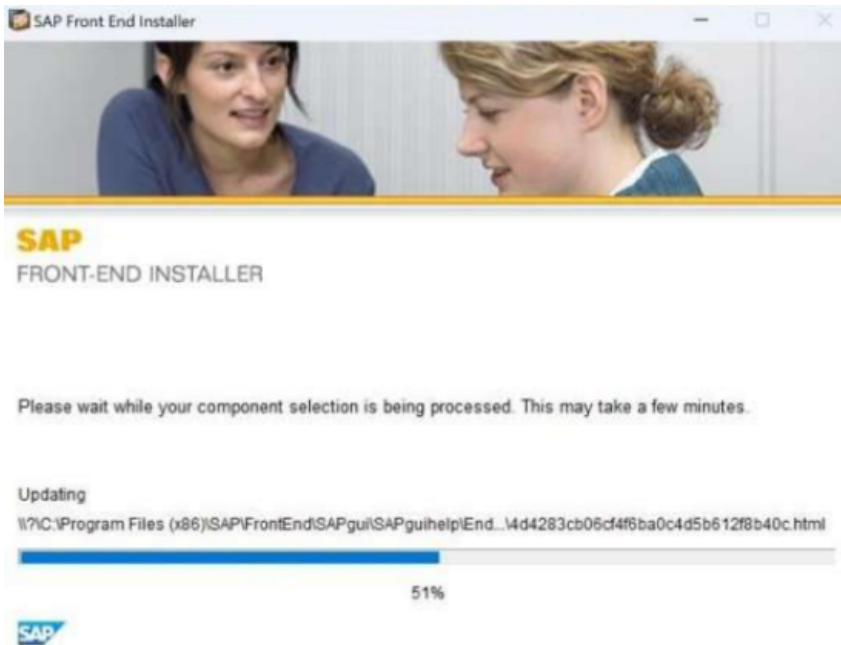 SAP Front End Installer
SAP
FRONT-END INSTALLER
Please wait while your component selection is being processed. This may take a few minutes.
Updating
\\?\C:\Program Files (x86)\SAP\FrontEnd\SAPgui\SAPguihelp\End...\4d4283cb06cf4f6ba0c4d5b612f8b40c.html
51%
SAP